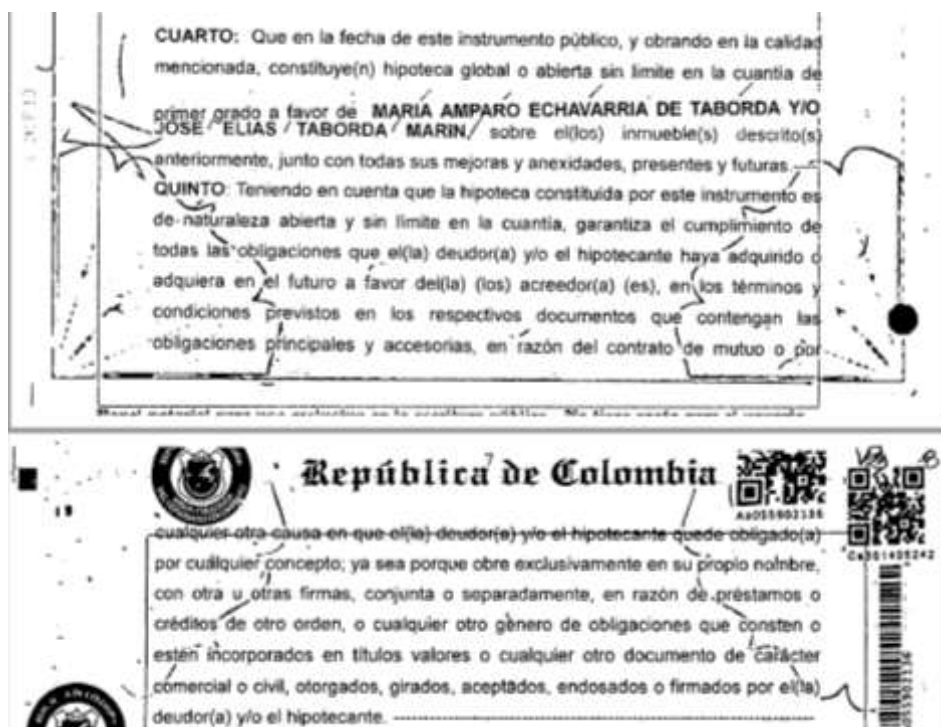 CUARTO: Que en la fecha de este instrumento público, y obrando en la calidad
mencionada, constituye(n) hipoteca global o abierta sin limite en la cuantia de
primer grado a favor de MARIA AMPARO ECHAVARRIA DE TABORDA Y/O
JOSE ELIAS TABORDA MARIN, sobre el(los) inmueble(s) descrito(s)
anteriormente, junto con todas sus mejoras y anexidades, presentes y futuras.
QUINTO: Teniendo en cuenta que la hipoteca constituida por este instrumento es
de naturaleza abierta y sin límite en la cuantía, garantiza el cumplimiento de
todas las obligaciones que el(la) deudor(a) y/o el hipotecante haya adquirido o
adquiera en el futuro a favor del(la) (los) acreedor(a) (es), en los términos y
condiciones previstos en los respectivos documentos que contengan las
obligaciones principales y accesorias, en razón del contrato de mutuo o por
República de Colombia
Aa055902136
Ca301405242
cualquier otra causa en que el(la) deudor(a) y/o el hipotecante quede obligado(a)
por cualquier concepto; ya sea porque obre exclusivamente en su propio nombre,
con otra u otras firmas, conjunta o separadamente, en razón de préstamos o
créditos de otro orden, o cualquier otro género de obligaciones que consten o
estén incorporados en títulos valores o cualquier otro documento de carácter
comercial o civil, otorgados, girados, aceptados, endosados o firmados por el(la)
deudor(a) y/o el hipotecante.